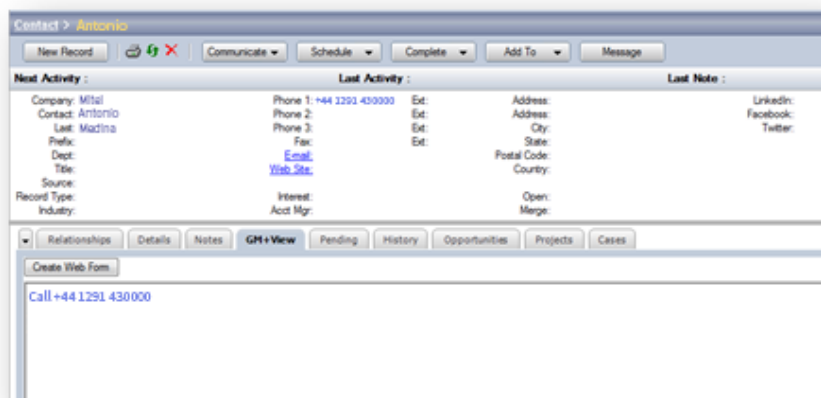 Contact > Antonio
New Record Communicate Schedule Complete Add To Message
Next Activity : Last Activity : Last Note :
Company: Mitel Phone 1: +44 1291 430000 Ext: Address: LinkedIn:
Contact: Antonio Phone 2: Ext: Address: Facebook:
Last: Madina Phone 3: Ext: City: Twitter:
Prefix: Fax: Ext: State:
Dept: E-mail: Postal Code:
Title: Web Site: Country:
Source:
Record Type: Interest: Open:
Industry: Acct Mgr: Merge:
Relationships Details Notes GM+View Pending History Opportunities Projects Cases
Create Web Form
Call +44 1291 430000